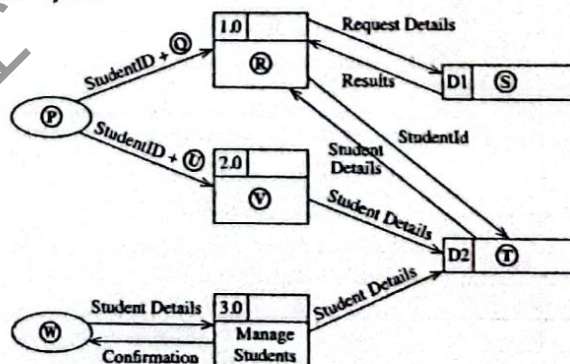 1.0
Request Details
StudentID + Q
R
D1 S
Results
P
StudentId
Student
Details
StudentID + U
2.0
V
Student Details
D2 T
Student Details
3.0
Student Details
W
Manage
Students
Confirmation